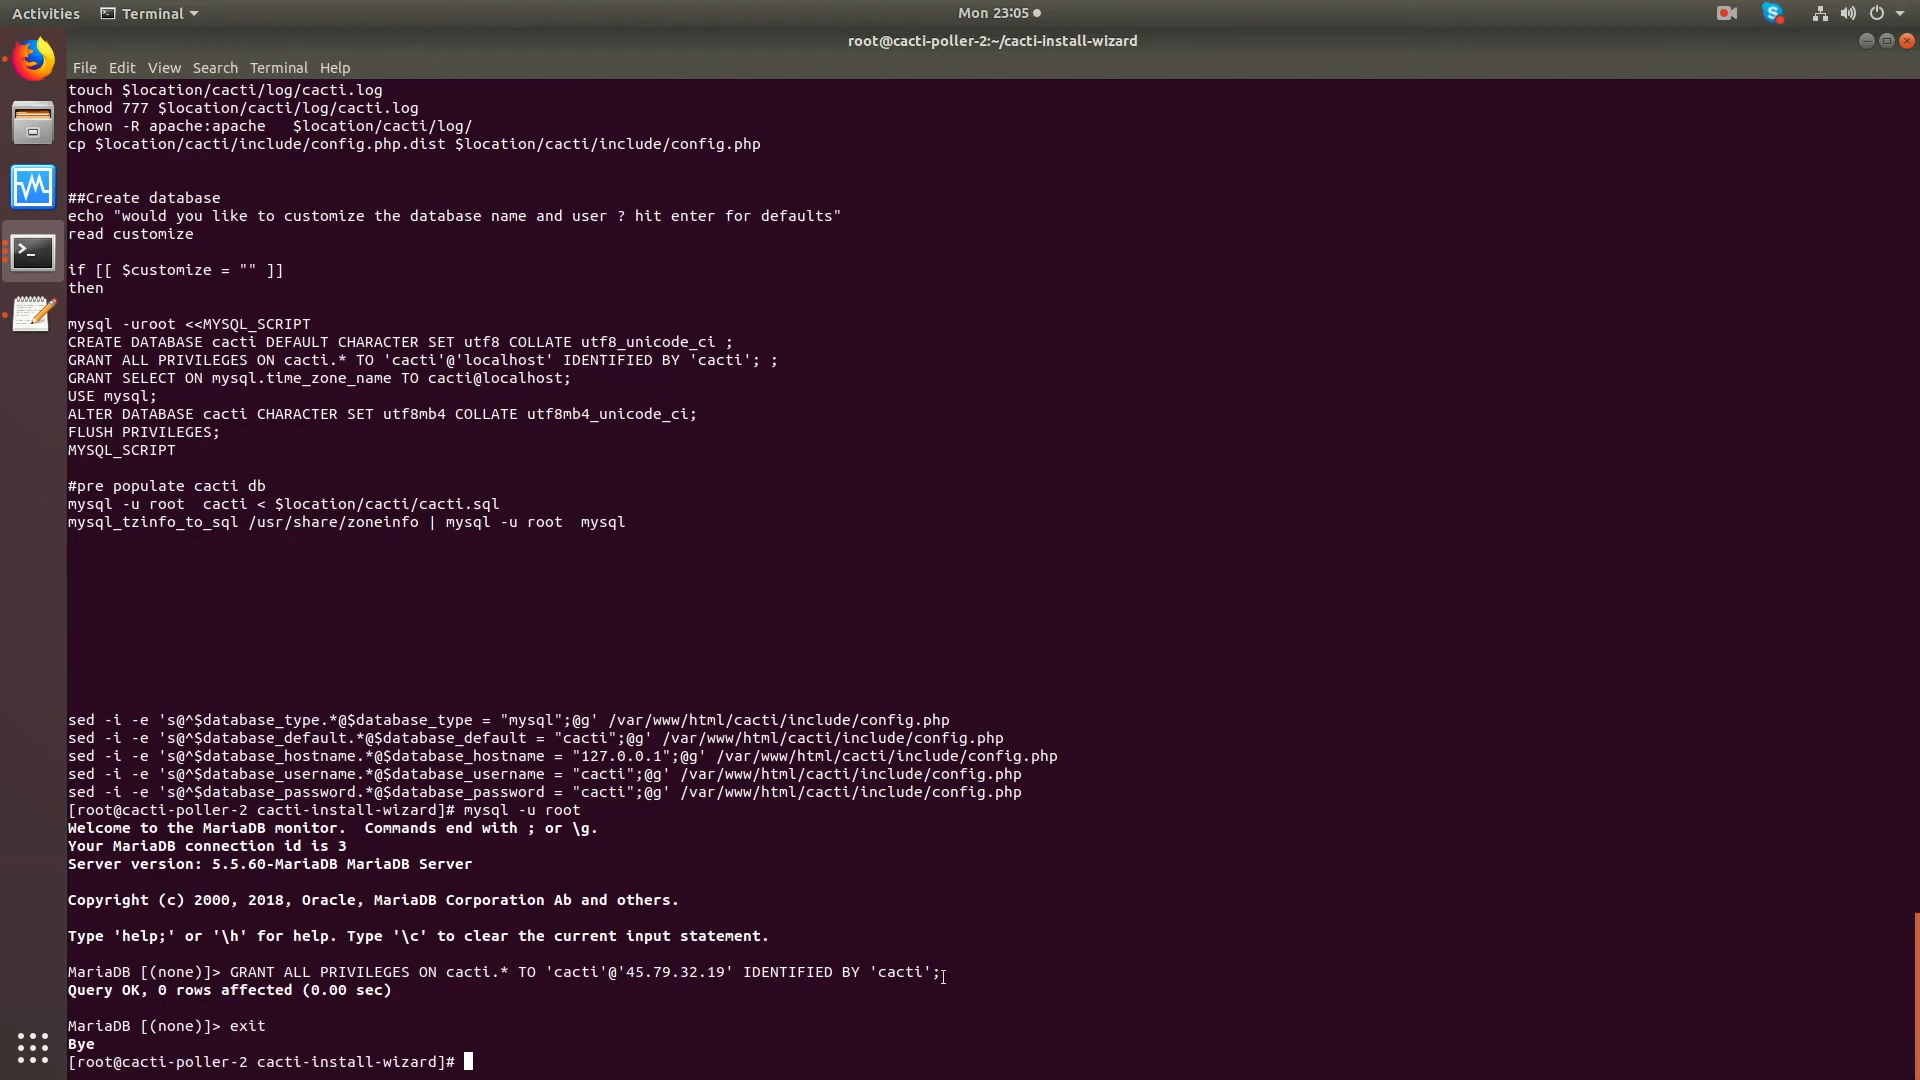 Activities Terminal Mon 23:05
root@cacti-poller-2:~/cacti-install-wizard
File Edit View Search Terminal Help
touch $location/cacti/log/cacti.log
chmod 777 $location/cacti/log/cacti.log
chown -R apache:apache   $location/cacti/log/
cp $location/cacti/include/config.php.dist $location/cacti/include/config.php
##Create database
echo "would you like to customize the database name and user ? hit enter for defaults"
read customize
if [[ $customize = "" ]]
then
mysql -uroot <<MYSQL_SCRIPT
CREATE DATABASE cacti DEFAULT CHARACTER SET utf8 COLLATE utf8_unicode_ci ;
GRANT ALL PRIVILEGES ON cacti.* TO 'cacti'@'localhost' IDENTIFIED BY 'cacti'; ;
GRANT SELECT ON mysql.time_zone_name TO cacti@localhost;
USE mysql;
ALTER DATABASE cacti CHARACTER SET utf8mb4 COLLATE utf8mb4_unicode_ci;
FLUSH PRIVILEGES;
MYSQL_SCRIPT
#pre populate cacti db
mysql -u root  cacti < $location/cacti/cacti.sql
mysql_tzinfo_to_sql /usr/share/zoneinfo | mysql -u root  mysql
sed -i -e 's@^$database_type.*@$database_type = "mysql";@g' /var/www/html/cacti/include/config.php
sed -i -e 's@^$database_default.*@$database_default = "cacti";@g' /var/www/html/cacti/include/config.php
sed -i -e 's@^$database_hostname.*@$database_hostname = "127.0.0.1";@g' /var/www/html/cacti/include/config.php
sed -i -e 's@^$database_username.*@$database_username = "cacti";@g' /var/www/html/cacti/include/config.php
sed -i -e 's@^$database_password.*@$database_password = "cacti";@g' /var/www/html/cacti/include/config.php
[root@cacti-poller-2 cacti-install-wizard]# mysql -u root
Welcome to the MariaDB monitor.  Commands end with ; or \g.
Your MariaDB connection id is 3
Server version: 5.5.60-MariaDB MariaDB Server
Copyright (c) 2000, 2018, Oracle, MariaDB Corporation Ab and others.
Type 'help;' or '\h' for help. Type '\c' to clear the current input statement.
MariaDB [(none)]> GRANT ALL PRIVILEGES ON cacti.* TO 'cacti'@'45.79.32.19' IDENTIFIED BY 'cacti';
Query OK, 0 rows affected (0.00 sec)
MariaDB [(none)]> exit
Bye
[root@cacti-poller-2 cacti-install-wizard]#